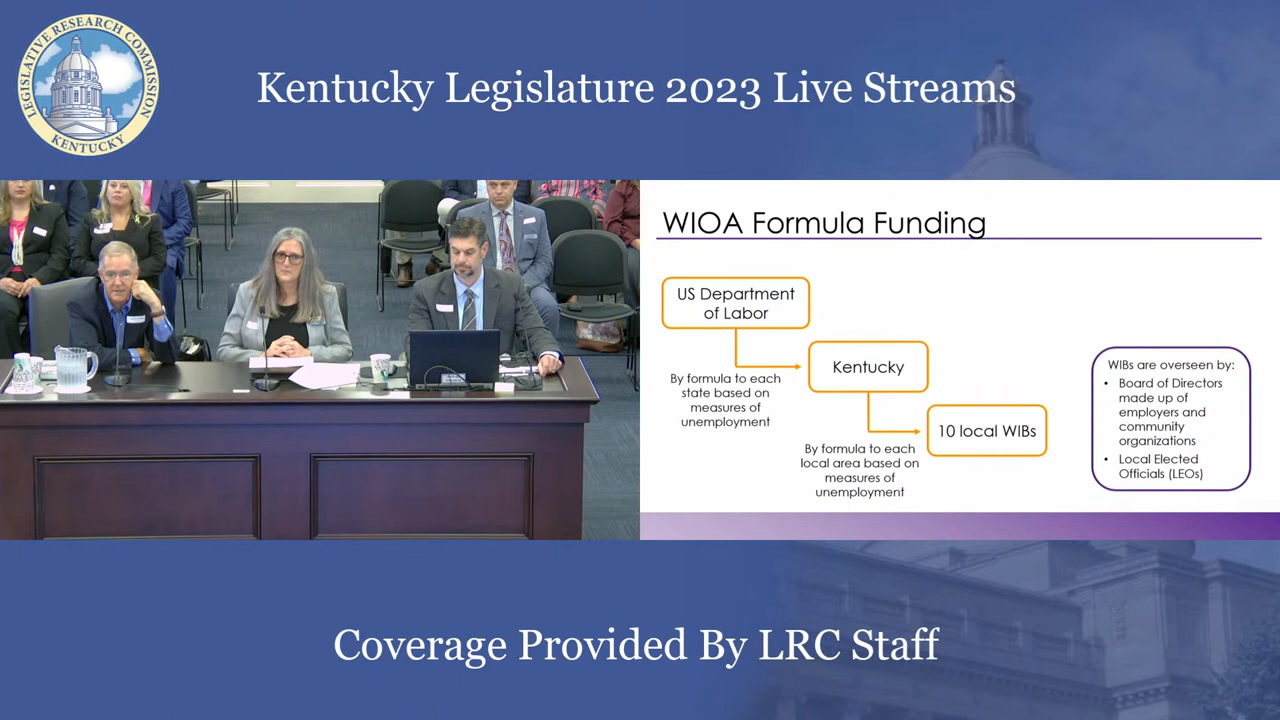 LEGISLATIVE RESEARCH COMMISSION
KENTUCKY
Kentucky Legislature 2023 Live Streams
WIOA Formula Funding
US Department
of Labor
By formula to each
state based on
measures of
unemployment
Kentucky
By formula to each
local area based on
measures of
unemployment
10 local WIBs
WIBs are overseen by:
• Board of Directors
made up of
employers and
community
organizations
• Local Elected
Officials (LEOs)
Coverage Provided By LRC Staff